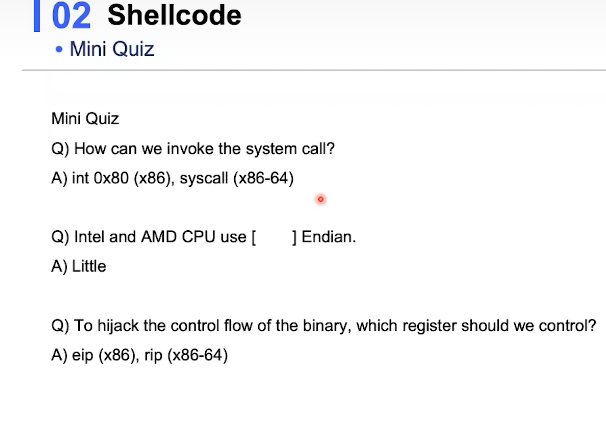 02 Shellcode
• Mini Quiz
Mini Quiz
Q) How can we invoke the system call?
A) int 0x80 (x86), syscall (x86-64)
Q) Intel and AMD CPU use [ ] Endian.
A) Little
Q) To hijack the control flow of the binary, which register should we control?
A) eip (x86), rip (x86-64)